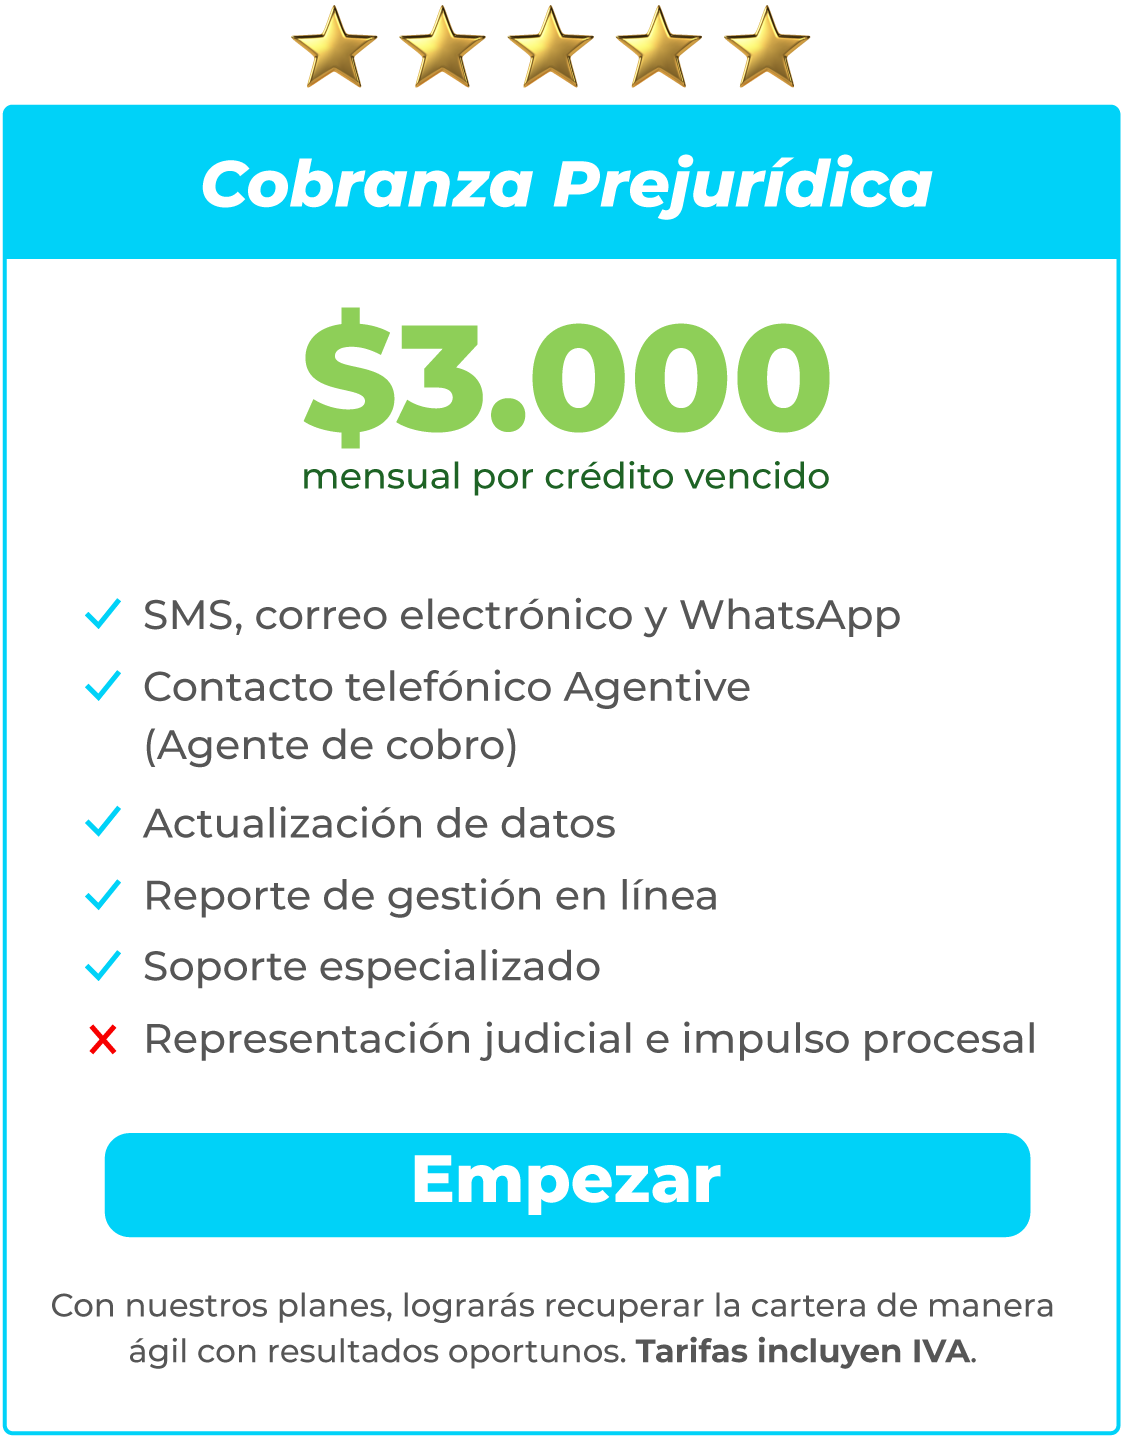 Cobranza Prejurídica
$3.000
mensual por crédito vencido
SMS, correo electrónico y WhatsApp
Contacto telefónico Agentive
(Agente de cobro)
Actualización de datos
Reporte de gestión en línea
Soporte especializado
Representación judicial e impulso procesal
Empezar
Con nuestros planes, lograrás recuperar la cartera de manera
ágil con resultados oportunos. Tarifas incluyen IVA.